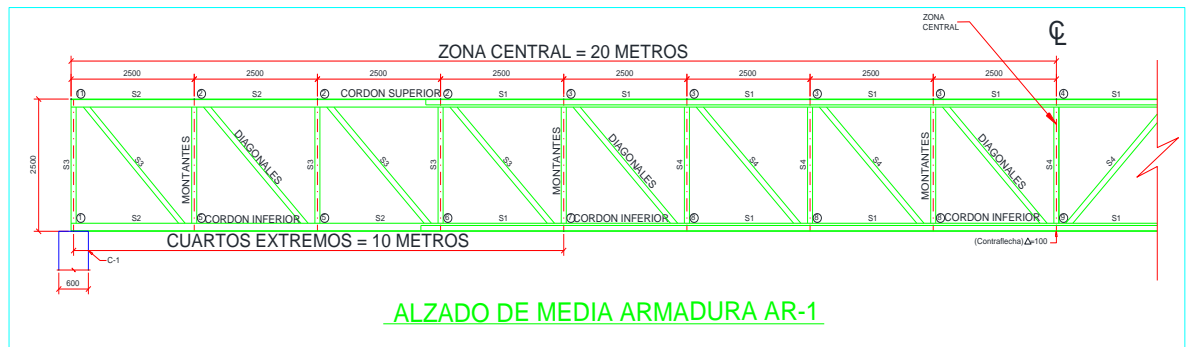 ZONA CENTRAL
℄
ZONA CENTRAL = 20 METROS
2500 2500 2500 2500 2500 2500 2500 2500
11 S2 2 S2 2 CORDON SUPERIOR 2 S1 3 S1 3 S1 3 S1 3 S1 4 S1
2500
S3 S3 MONTANTES DIAGONALES S3 S3 S3 S3 MONTANTES DIAGONALES S4 S4 S4 S4 MONTANTES DIAGONALES S4 S4
1 S2 5 CORDON INFERIOR 5 S2 6 S1 7 CORDON INFERIOR 8 S1 8 S1 8 CORDON INFERIOR 9 S1
CUARTOS EXTREMOS = 10 METROS
(Contraflecha) Δ=100
C-1
600
ALZADO DE MEDIA ARMADURA AR-1